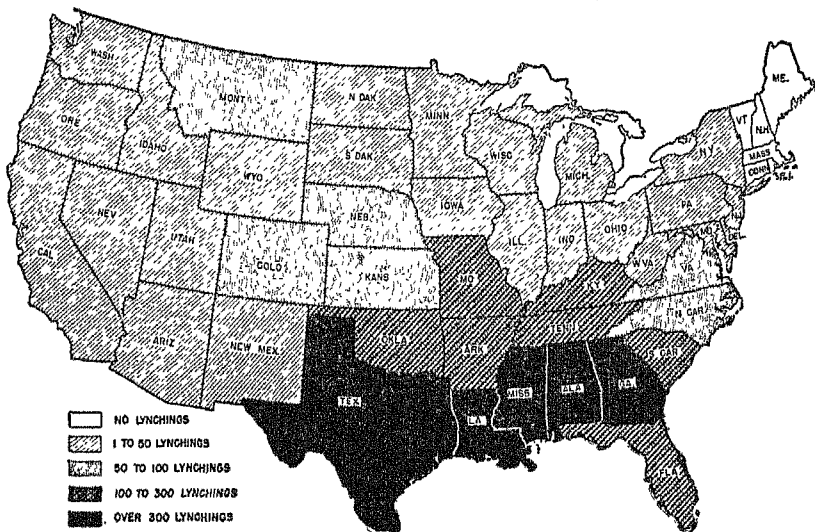 WASH.
ME.
MONT.
N DAK
MINN
VT
N.H.
ORE
IDAHO
S DAK
WISC
MICH.
N.Y.
MASS
CONN
WYO
IOWA
PA
NEB.
NEV
UTAH
ILL.
IND
OHIO
DEL.
CAL
COLO
KANS
MO
W VA
VA
KY
N CAR
ARIZ
NEW MEX.
OKLA
ARK
TENN
S CAR
TEX
LA
MISS
ALA
GA.
FLA
NO LYNCHINGS
1 TO 50 LYNCHINGS
50 TO 100 LYNCHINGS
100 TO 300 LYNCHINGS
OVER 300 LYNCHINGS